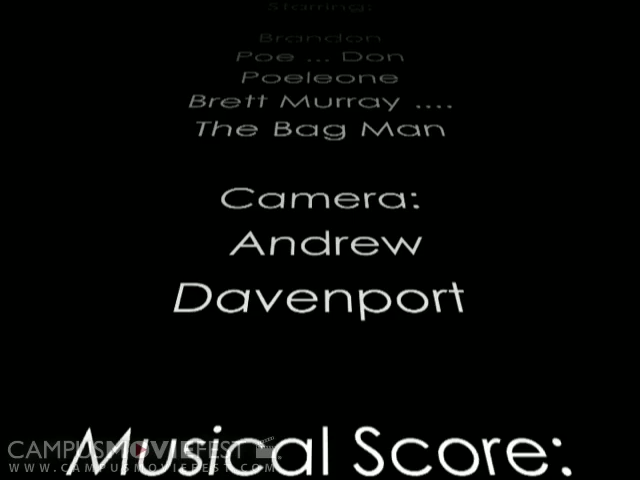 Starring:
Brandon
Poe ... Don
Poeleone
Brett Murray ....
The Bag Man
Camera:
Andrew
Davenport
Musical Score:
CAMPUSMOVIEFEST
WWW.CAMPUSMOVIEFEST.COM